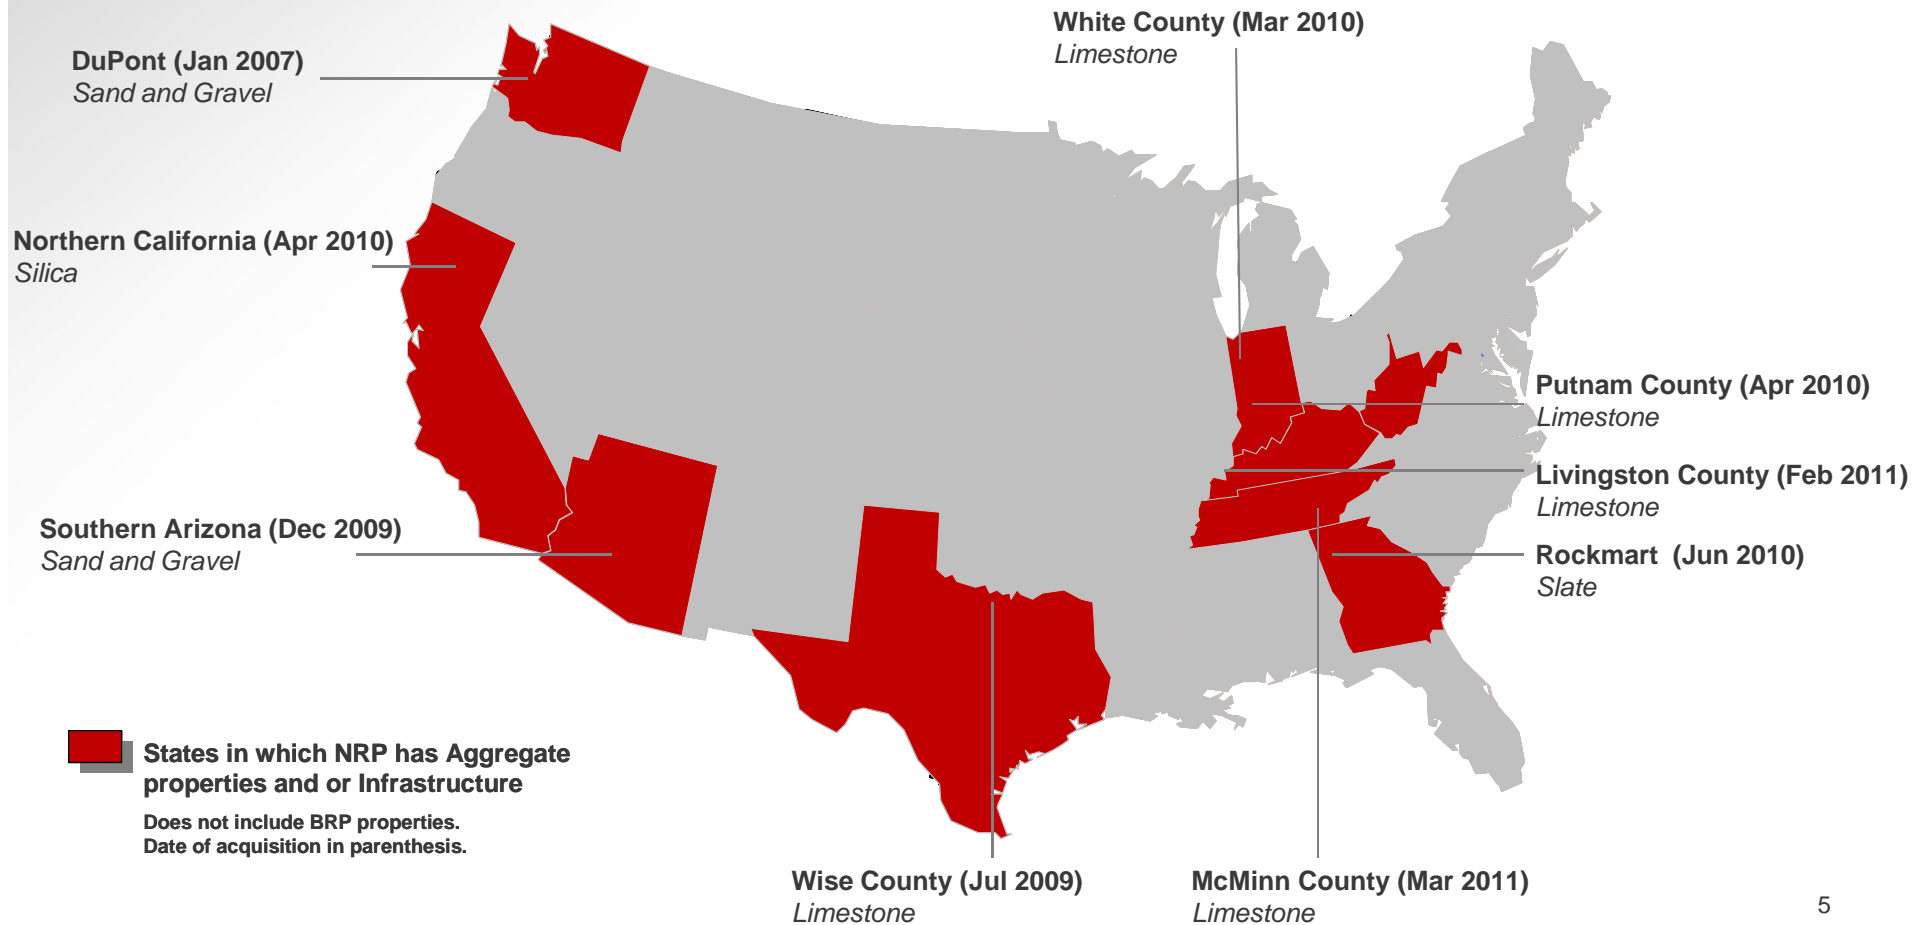 White County (Mar 2010)
Limestone
DuPont (Jan 2007)
Sand and Gravel
Northern California (Apr 2010)
Silica
Putnam County (Apr 2010)
Limestone
Livingston County (Feb 2011)
Limestone
Southern Arizona (Dec 2009)
Sand and Gravel
Rockmart (Jun 2010)
Slate
States in which NRP has Aggregate
properties and or Infrastructure
Does not include BRP properties.
Date of acquisition in parenthesis.
Wise County (Jul 2009)
Limestone
McMinn County (Mar 2011)
Limestone
5